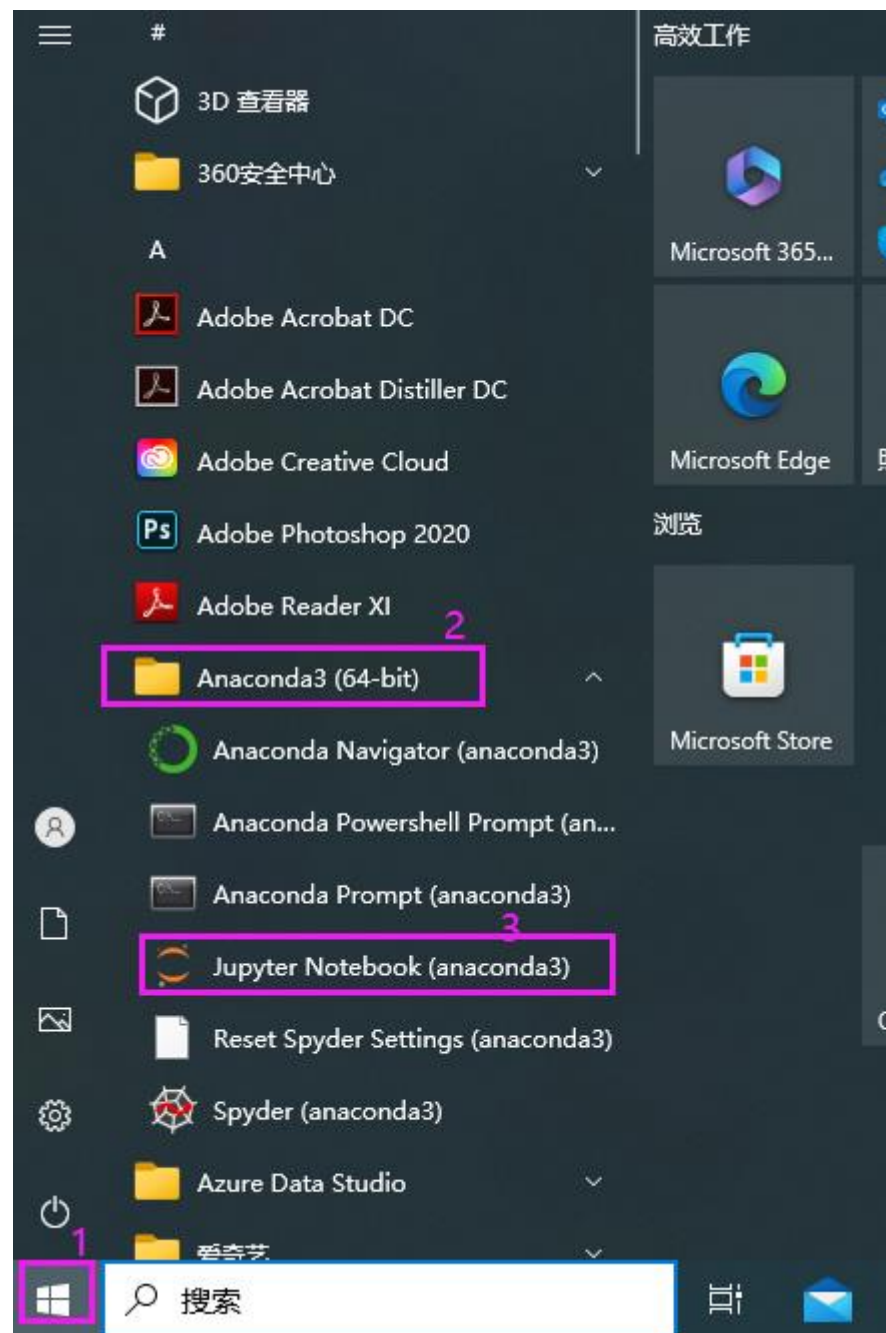 #
3D 查看器
360安全中心
A
Adobe Acrobat DC
Adobe Acrobat Distiller DC
Adobe Creative Cloud
Ps
Adobe Photoshop 2020
Adobe Reader XI
2
Anaconda3 (64-bit)
Anaconda Navigator (anaconda3)
Anaconda Powershell Prompt (an...
Anaconda Prompt (anaconda3)
3
Jupyter Notebook (anaconda3)
Reset Spyder Settings (anaconda3)
Spyder (anaconda3)
Azure Data Studio
爱奇艺
1
搜索
高效工作
Microsoft 365...
Microsoft Edge
浏览
Microsoft Store